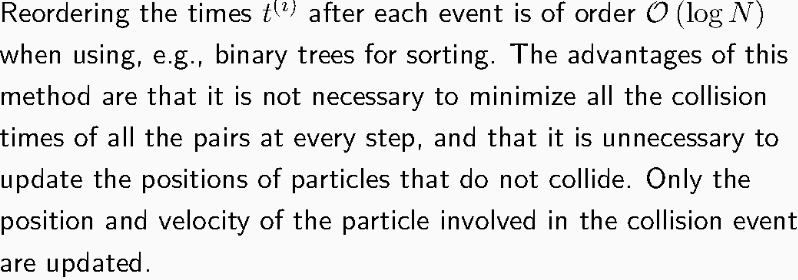 Reordering the times t⁽ⁱ⁾ after each event is of order 𝒪 (log N)
when using, e.g., binary trees for sorting. The advantages of this
method are that it is not necessary to minimize all the collision
times of all the pairs at every step, and that it is unnecessary to
update the positions of particles that do not collide. Only the
position and velocity of the particle involved in the collision event
are updated.